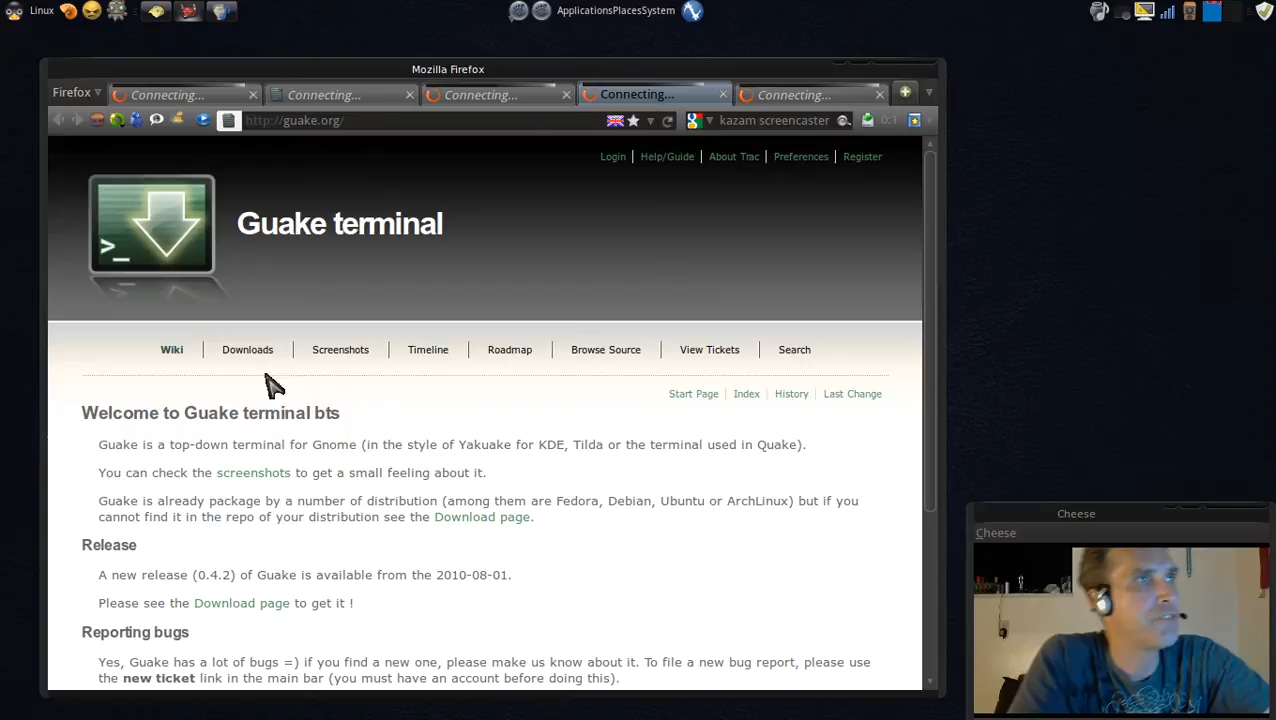 Linux
ApplicationsPlacesSystem
Mozilla Firefox
Firefox
Connecting...
Connecting...
Connecting...
Connecting...
Connecting...
http://guake.org/
kazam screencaster
0:1
Login
Help/Guide
About Trac
Preferences
Register
>_
Guake terminal
Wiki
Downloads
Screenshots
Timeline
Roadmap
Browse Source
View Tickets
Search
Start Page
Index
History
Last Change
Welcome to Guake terminal bts
Guake is a top-down terminal for Gnome (in the style of Yakuake for KDE, Tilda or the terminal used in Quake).
You can check the screenshots to get a small feeling about it.
Guake is already package by a number of distribution (among them are Fedora, Debian, Ubuntu or ArchLinux) but if you
cannot find it in the repo of your distribution see the Download page.
Release
A new release (0.4.2) of Guake is available from the 2010-08-01.
Please see the Download page to get it !
Reporting bugs
Yes, Guake has a lot of bugs =) if you find a new one, please make us know about it. To file a new bug report, please use
the new ticket link in the main bar (you must have an account before doing this).
Cheese
Cheese